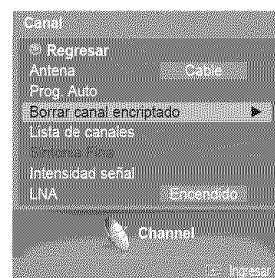 Canal
Regresar
Antena Cable
Prog. Auto
Borrar canal encriptado
Lista de canales
Sintonía Fina
Intensidad señal
LNA Encendido
Channel
Ingresar